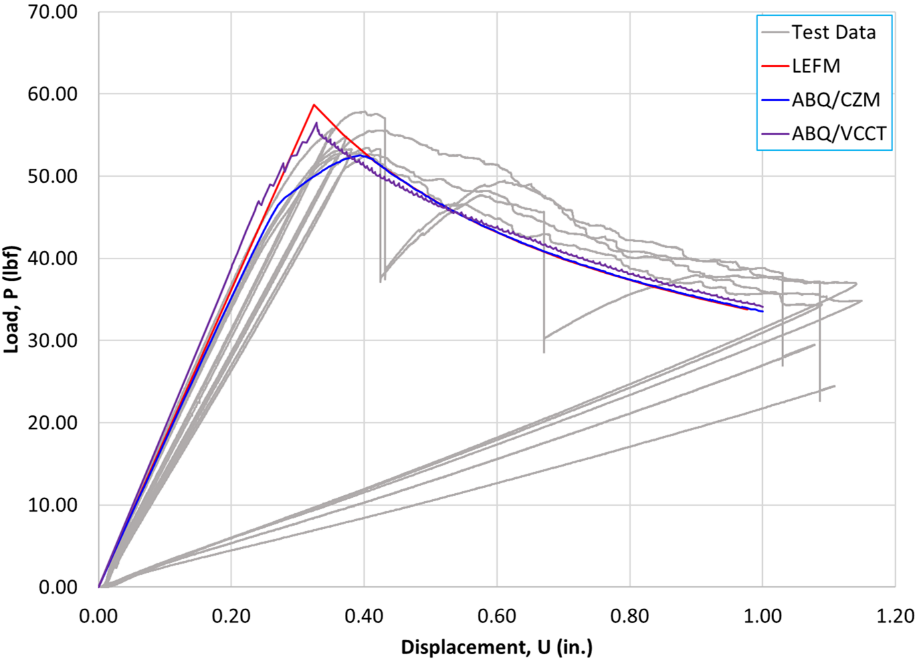 70.00
60.00
50.00
40.00
30.00
20.00
10.00
0.00
Load, P (lbf)
Test Data
LEFM
ABQ/CZM
ABQ/VCCT
0.00 0.20 0.40 0.60 0.80 1.00 1.20
Displacement, U (in.)